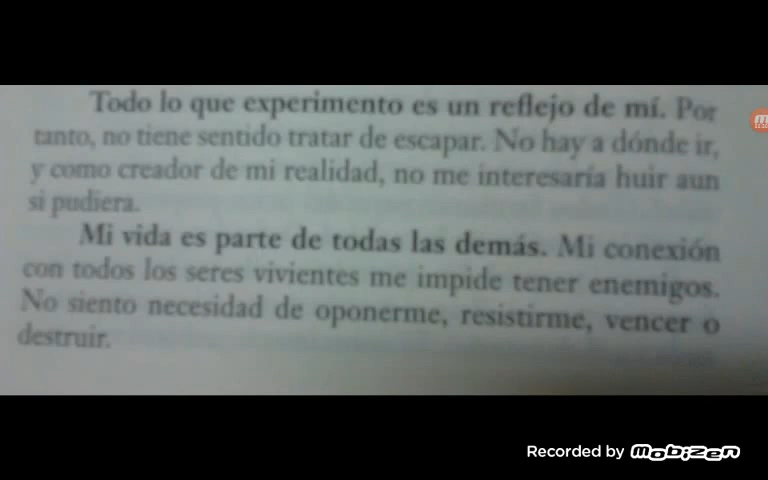 Todo lo que experimento es un reflejo de mí. Por
tanto, no tiene sentido tratar de escapar. No hay a dónde ir,
y como creador de mi realidad, no me interesaría huir aun
si pudiera.
Mi vida es parte de todas las demás. Mi conexión
con todos los seres vivientes me impide tener enemigos.
No siento necesidad de oponerme, resistirme, vencer o
destruir.
Recorded by Mobizen